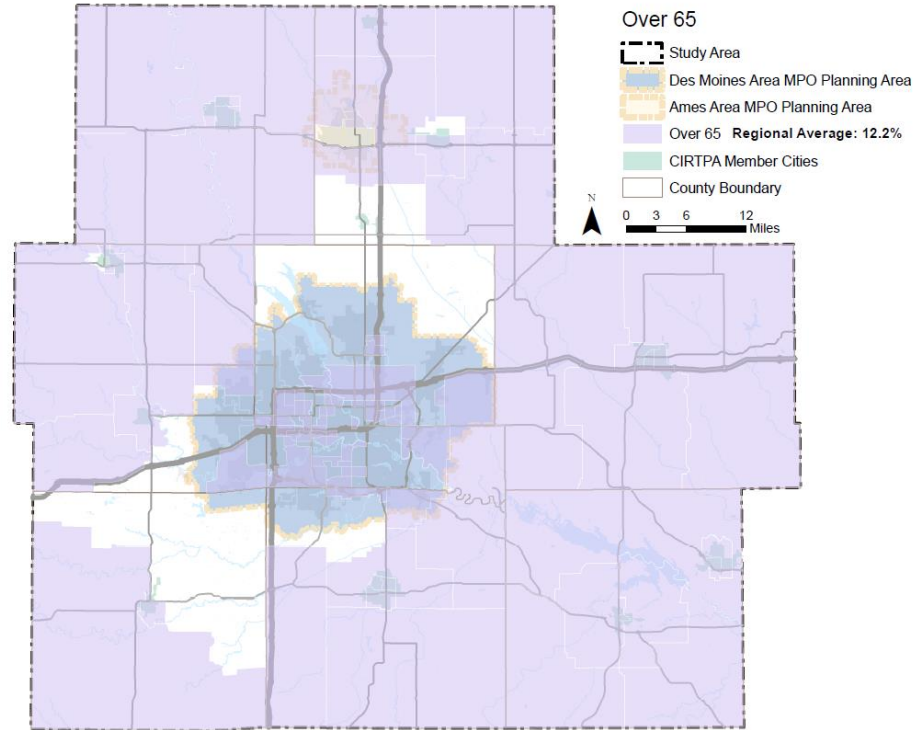 Over 65
Study Area
Des Moines Area MPO Planning Area
Ames Area MPO Planning Area
Over 65 Regional Average: 12.2%
CIRTPA Member Cities
County Boundary
N
0 3 6 12
Miles